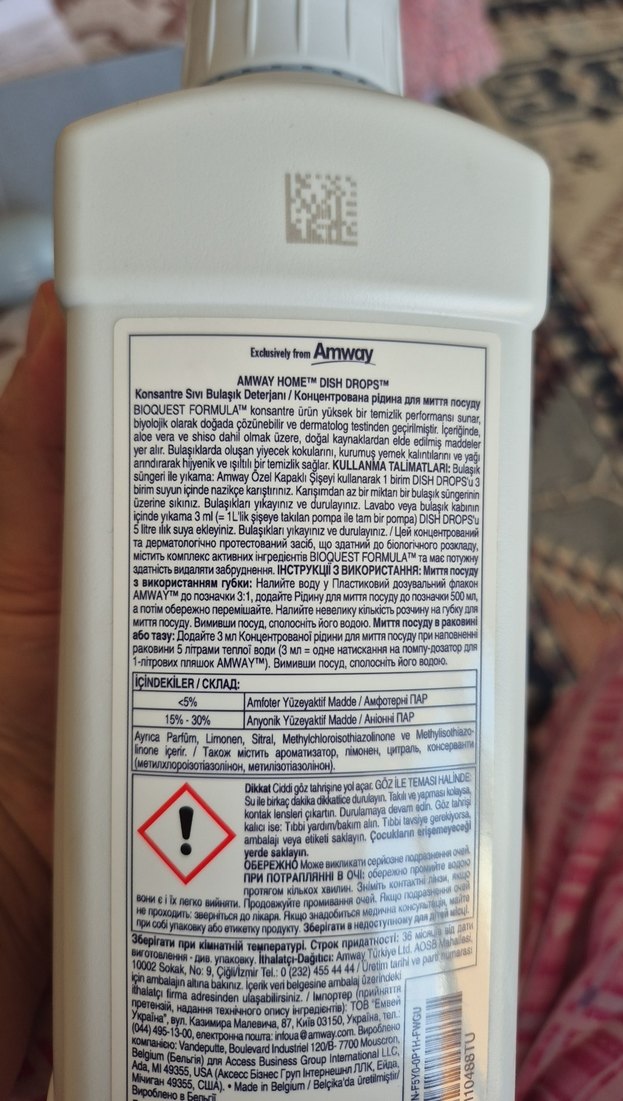 Exclusively from Amway
AMWAY HOME™ DISH DROPS™
Konsantre Sıvı Bulaşık Deterjanı / Концентрована рідина для миття посуду
BIOQUEST FORMULA™ konsantre ürün yüksek bir temizlik performansı sunar,
biyolojik olarak doğada çözünebilir ve dermatolog testinden geçirilmiştir. İçeriğinde,
aloe vera ve shiso dahil olmak üzere, doğal kaynaklardan elde edilmiş maddeler
yer alır. Bulaşıklarda oluşan yiyecek kokularını, kurumuş yemek kalıntılarını ve yağı
arındırarak hijyenik ve ışıltılı bir temizlik sağlar. KULLANMA TALİMATLARI: Bulaşık
süngeri ile yıkama: Amway Özel Kapaklı Şişeyi kullanarak 1 birim DISH DROPS'u 3
birim suyun içinde nazikçe karıştırınız. Karışımdan az bir miktarı bir bulaşık süngerinin
üzerine sıkınız. Bulaşıkları yıkayınız ve durulayınız. Lavabo veya bulaşık kabının
içinde yıkama 3 ml (= 1L'lik şişeye takılan pompa ile tam bir pompa) DISH DROPS'u
5 litre ılık suya ekleyiniz. Bulaşıkları yıkayınız ve durulayınız. / Цей концентрований
та дерматологічно протестований засіб, що здатний до біологічного розкладу,
містить комплекс активних інгредієнтів BIOQUEST FORMULA™ та має потужну
здатність видаляти забруднення. ІНСТРУКЦІЇ З ВИКОРИСТАННЯ: Миття посуду
з використанням губки: Налийте воду у Пластиковий дозувальний флакон
AMWAY™ до позначки 3:1, додайте Рідину для миття посуду до позначки 500 мл,
а потім обережно перемішайте. Налийте невелику кількість розчину на губку для
миття посуду. Вимивши посуд, сполосніть його водою. Миття посуду в раковині
або тазу: Додайте 3 мл Концентрованої рідини для миття посуду при наповненні
раковини 5 літрами теплої води (3 мл = одне натискання на помпу-дозатор для
1-літрових пляшок AMWAY™). Вимивши посуд, сполосніть його водою.
İÇİNDEKİLER / СКЛАД:
<5% Amfoter Yüzeyaktif Madde / Амфотерні ПАР
15% - 30% Anyonik Yüzeyaktif Madde / Аніонні ПАР
Ayrıca Parfüm, Limonen, Sitral, Methylchloroisothiazolinone ve Methylisothiazo-
linone içerir. / Також містить ароматизатор, лімонен, цитраль, консерванти
(метилхлороізотіазолінон, метилізотіазолінон).
Dikkat Ciddi göz tahrişine yol açar. GÖZ İLE TEMASI HALİNDE:
Su ile birkaç dakika dikkatlice durulayın. Takılı ve yapması kolaysa,
kontak lensleri çıkartın. Durulamaya devam edin. Göz tahrişi
kalıcı ise: Tıbbi yardım/bakım alın. Tıbbi tavsiye gerekiyorsa,
ambalajı veya etiketi saklayın. Çocukların erişemeyeceği
yerde saklayın.
ОБЕРЕЖНО Може викликати серйозне подразнення очей.
ПРИ ПОТРАПЛЯННІ В ОЧІ: обережно промийте водою
протягом кількох хвилин. Зніміть контактні лінзи, якщо
вони є і їх легко вийняти. Продовжуйте промивання очей. Якщо подразнення очей
не проходить: зверніться до лікаря. Якщо знадобиться медична консультація, майте
при собі упаковку або етикетку продукту. Зберігати в недоступному для дітей місці.
Зберігати при кімнатній температурі. Строк придатності: 36 місяців від дати
виготовлення - див. упаковку. İthalatçı-Dağıtıcı: Amway Türkiye Ltd. AOSB Mahallesi,
10002 Sokak, No: 9, Çiğli/İzmir Tel.: 0 (232) 455 44 44 / Üretim tarihi ve parti numarası
için ambalajın altına bakınız. İçerik veri belgesine ambalaj üzerindeki
ithalatçı firma adresinden ulaşabilirsiniz. / Імпортер (прийняття
претензій, надання технічного опису інгредієнтів): ТОВ "Емвей
Україна", вул. Казимира Малевича, 87, Київ 03150, Україна, тел.:
(044) 495-13-00, електронна пошта: infoua@amway.com. Вироблено
компанією: Vandeputte, Boulevard Industriel 120/B- 7700 Mouscron,
Belgium (Бельгія) для Access Business Group International LLC,
Ada, MI 49355, USA (Аксесс Бізнес Груп Інтернешнл ЛЛК, Ейда,
Мічиган 49355, США). • Made in Belgium / Belçika'da üretilmiştir/
Вироблено в Бельгії
N-F5Y0-0P1H-PWGU
110488TU